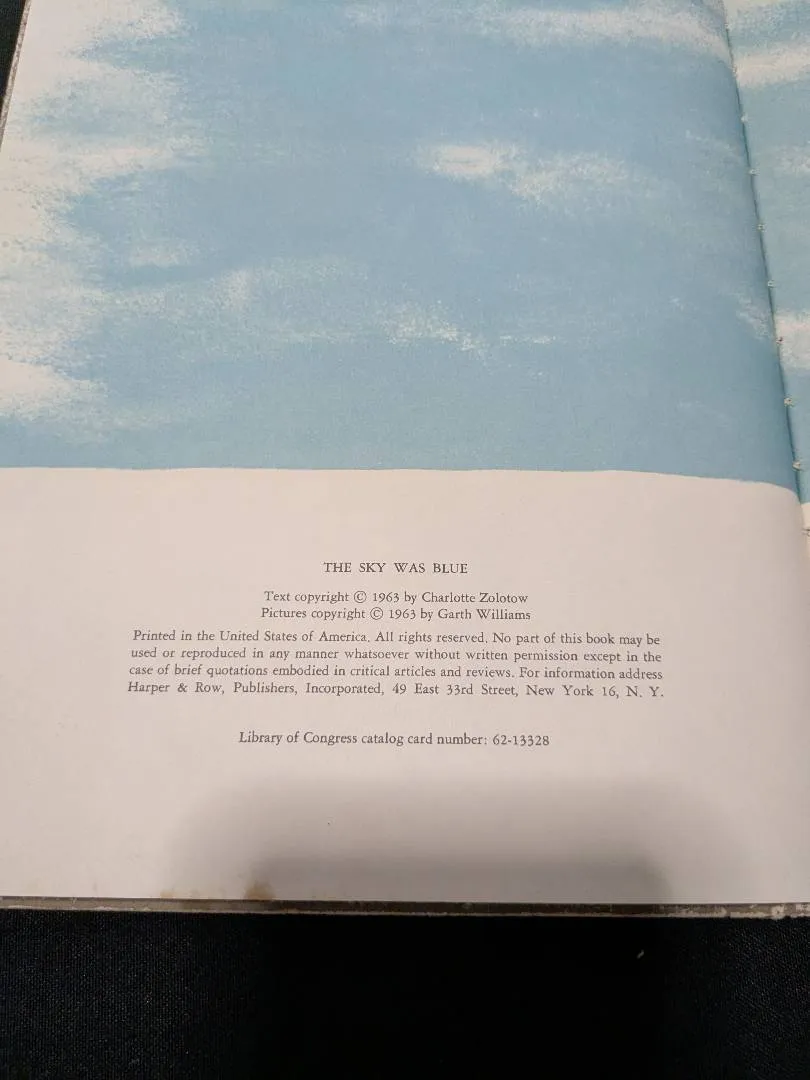 THE SKY WAS BLUE
Text copyright © 1963 by Charlotte Zolotow
Pictures copyright © 1963 by Garth Williams
Printed in the United States of America. All rights reserved. No part of this book may be
used or reproduced in any manner whatsoever without written permission except in the
case of brief quotations embodied in critical articles and reviews. For information address
Harper & Row, Publishers, Incorporated, 49 East 33rd Street, New York 16, N. Y.
Library of Congress catalog card number: 62-13328